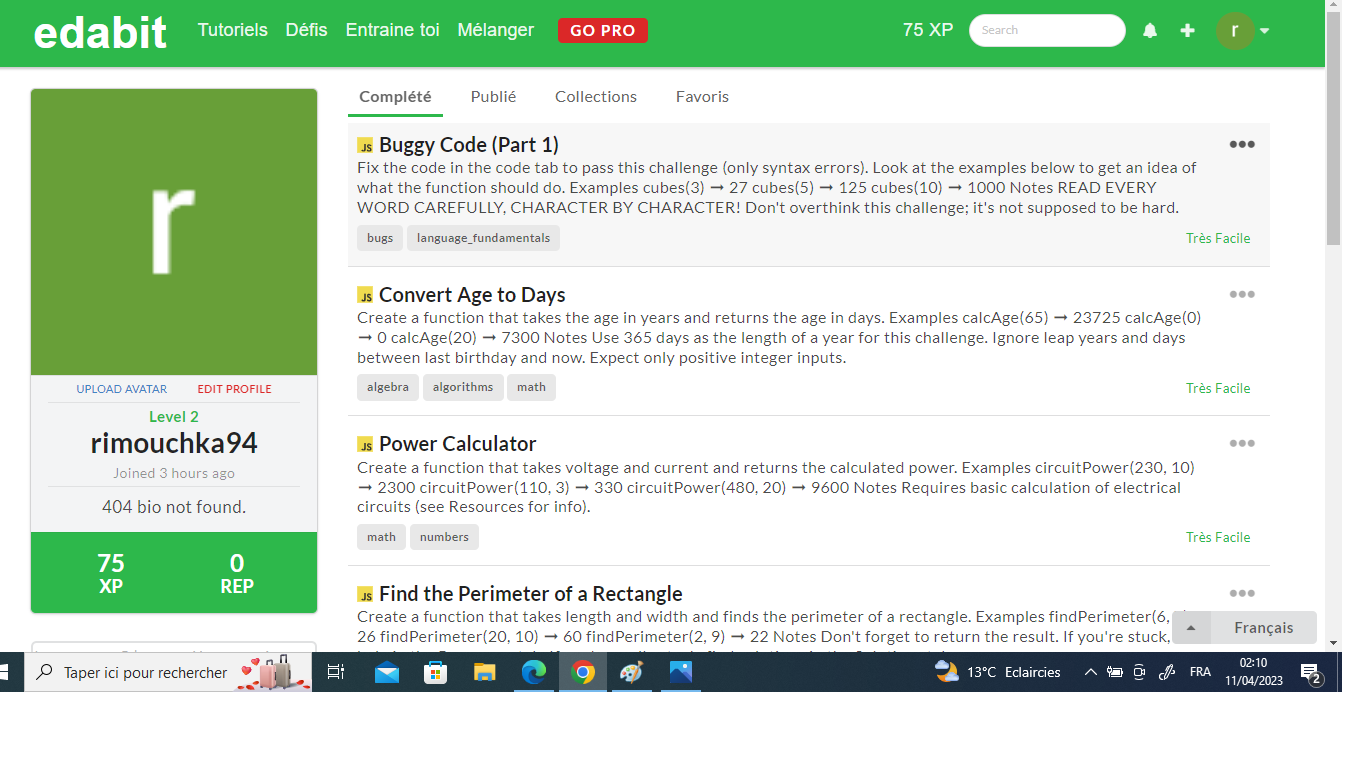 edabit
Tutoriels Défis Entraine toi Mélanger GO PRO 75 XP Search r
r
UPLOAD AVATAR EDIT PROFILE
Level 2
rimouchka94
Joined 3 hours ago
404 bio not found.
75 0
XP REP
Complété Publié Collections Favoris
JS Buggy Code (Part 1)
Fix the code in the code tab to pass this challenge (only syntax errors). Look at the examples below to get an idea of
what the function should do. Examples cubes(3) ➞ 27 cubes(5) ➞ 125 cubes(10) ➞ 1000 Notes READ EVERY
WORD CAREFULLY, CHARACTER BY CHARACTER! Don't overthink this challenge; it's not supposed to be hard.
bugs language_fundamentals Très Facile
JS Convert Age to Days
Create a function that takes the age in years and returns the age in days. Examples calcAge(65) ➞ 23725 calcAge(0)
➞ 0 calcAge(20) ➞ 7300 Notes Use 365 days as the length of a year for this challenge. Ignore leap years and days
between last birthday and now. Expect only positive integer inputs.
algebra algorithms math Très Facile
JS Power Calculator
Create a function that takes voltage and current and returns the calculated power. Examples circuitPower(230, 10)
➞ 2300 circuitPower(110, 3) ➞ 330 circuitPower(480, 20) ➞ 9600 Notes Requires basic calculation of electrical
circuits (see Resources for info).
math numbers Très Facile
JS Find the Perimeter of a Rectangle
Create a function that takes length and width and finds the perimeter of a rectangle. Examples findPerimeter(6,
26 findPerimeter(20, 10) ➞ 60 findPerimeter(2, 9) ➞ 22 Notes Don't forget to return the result. If you're stuck,
Français
Taper ici pour rechercher 13°C Eclaircies FRA 02:10
11/04/2023 2